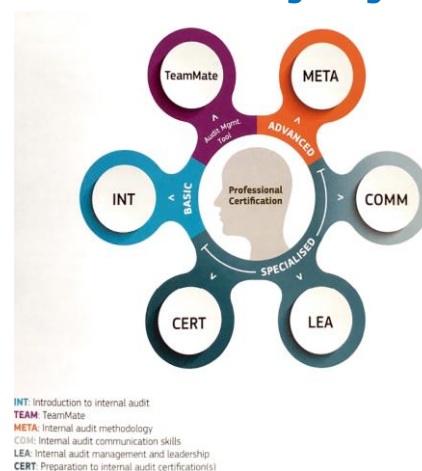 TeamMate
META
Audit Mgmt.
Tool
ADVANCED
INT
BASIC
Professional
Certification
COMM
SPECIALISED
CERT
LEA
INT: Introduction to internal audit
TEAM: TeamMate
META: Internal audit methodology
COM: Internal audit communication skills
LEA: Internal audit management and leadership
CERT: Preparation to internal audit certification(s)